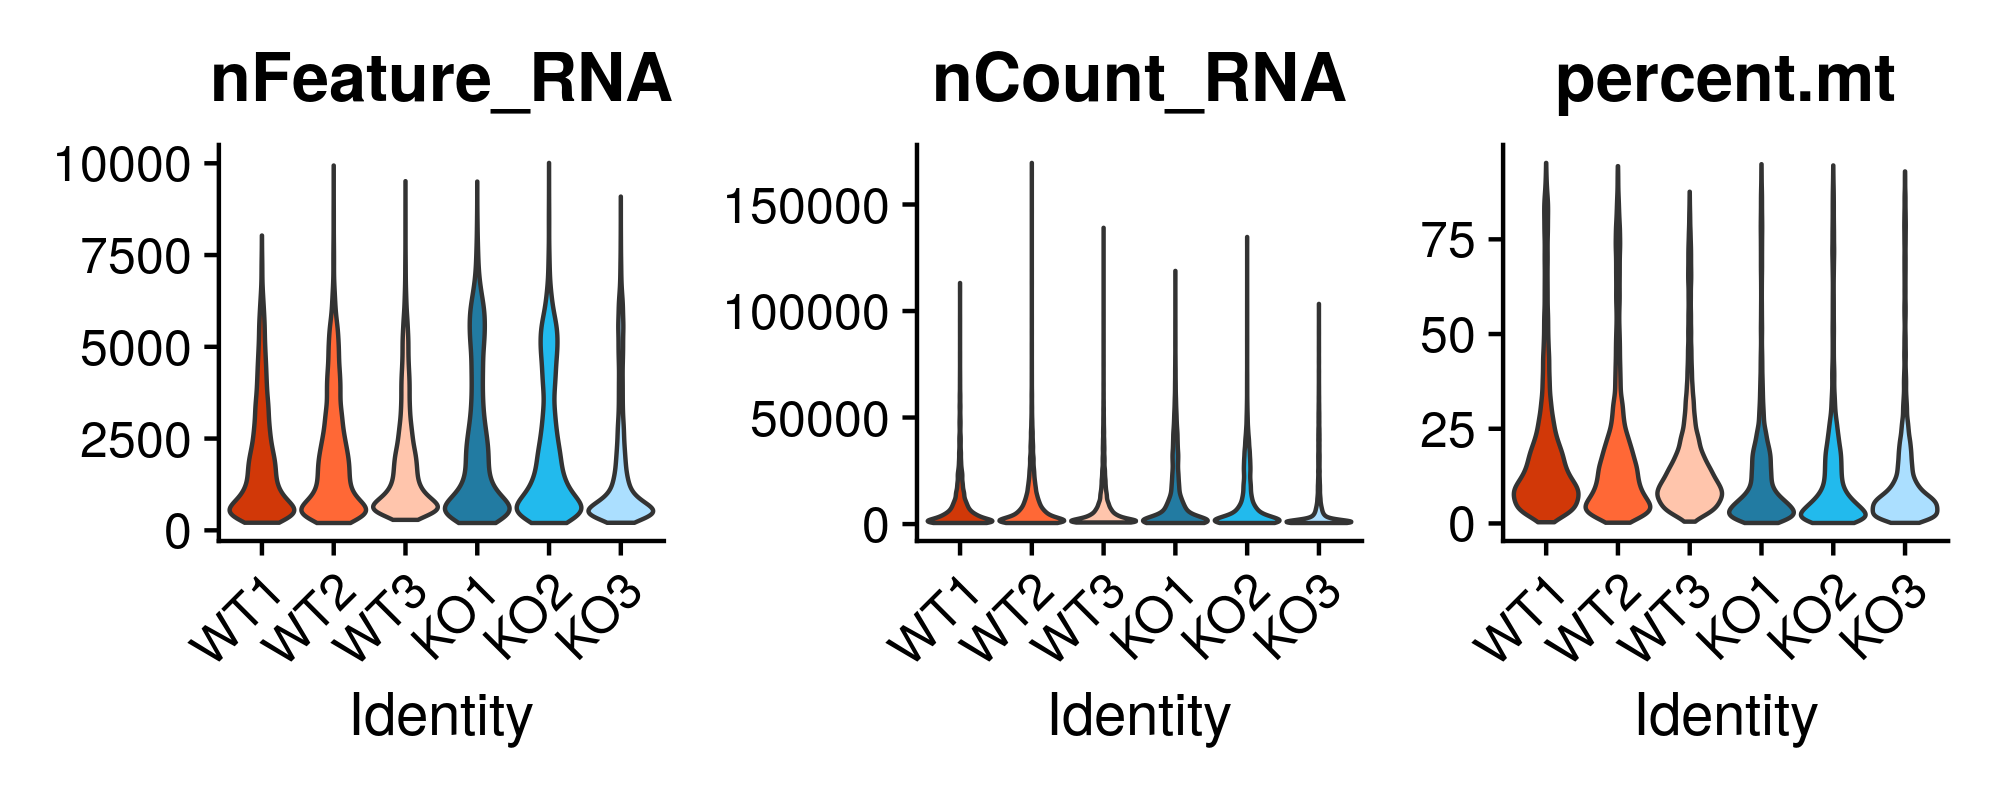 nFeature_RNA
10000
7500
5000
2500
0
WT1 WT2 WT3 KO1 KO2 KO3
Identity
nCount_RNA
150000
100000
50000
0
WT1 WT2 WT3 KO1 KO2 KO3
Identity
percent.mt
75
50
25
0
WT1 WT2 WT3 KO1 KO2 KO3
Identity